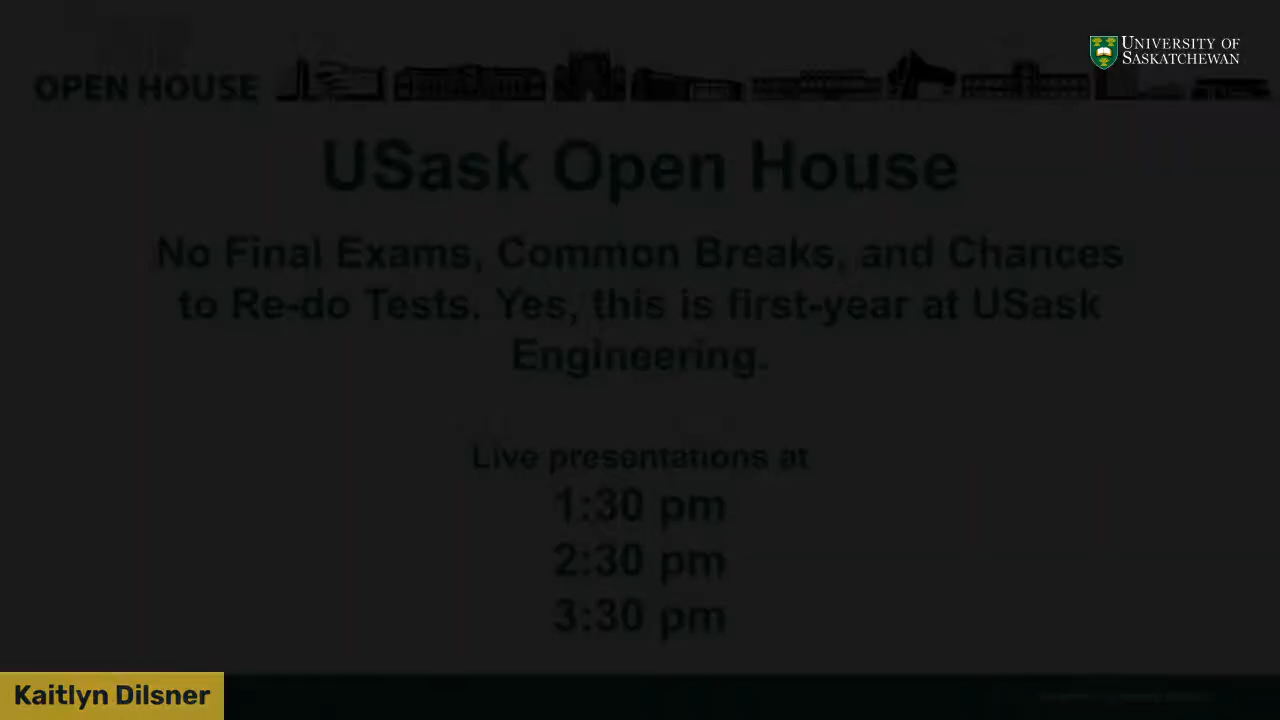 UNIVERSITY OF
SASKATCHEWAN
OPEN HOUSE
USask Open House
No Final Exams, Common Breaks, and Chances
to Re-do Tests. Yes, this is first-year at USask
Engineering.
Live presentations at
1:30 pm
2:30 pm
3:30 pm
Kaitlyn Dilsner